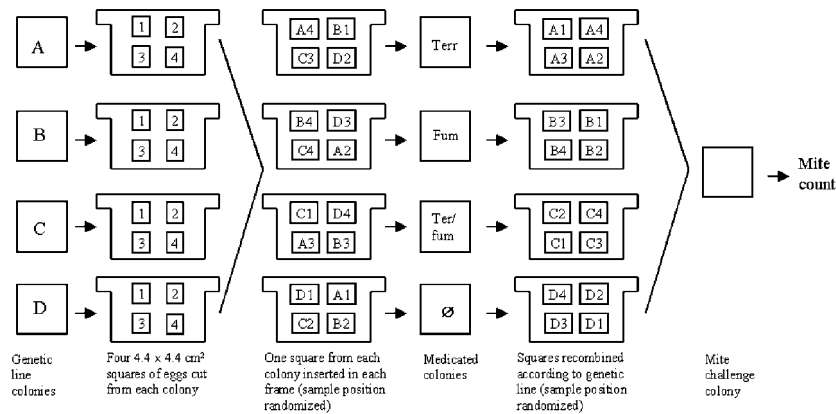 A
1 2
3 4
A4 B1
C3 D2
Terr
A1 A4
A3 A2
B
1 2
3 4
B4 D3
C4 A2
Fum
B3 B1
B4 B2
Mite
count
C
1 2
3 4
C1 D4
A3 B3
Ter/
fum
C2 C4
C1 C3
D
1 2
3 4
D1 A1
C2 B2
Ø
D4 D2
D3 D1
Genetic
line
colonies
Four 4.4 × 4.4 cm²
squares of eggs cut
from each colony
One square from each
colony inserted in each
frame (sample position
randomized)
Medicated
colonies
Squares recombined
according to genetic
line (sample position
randomized)
Mite
challenge
colony